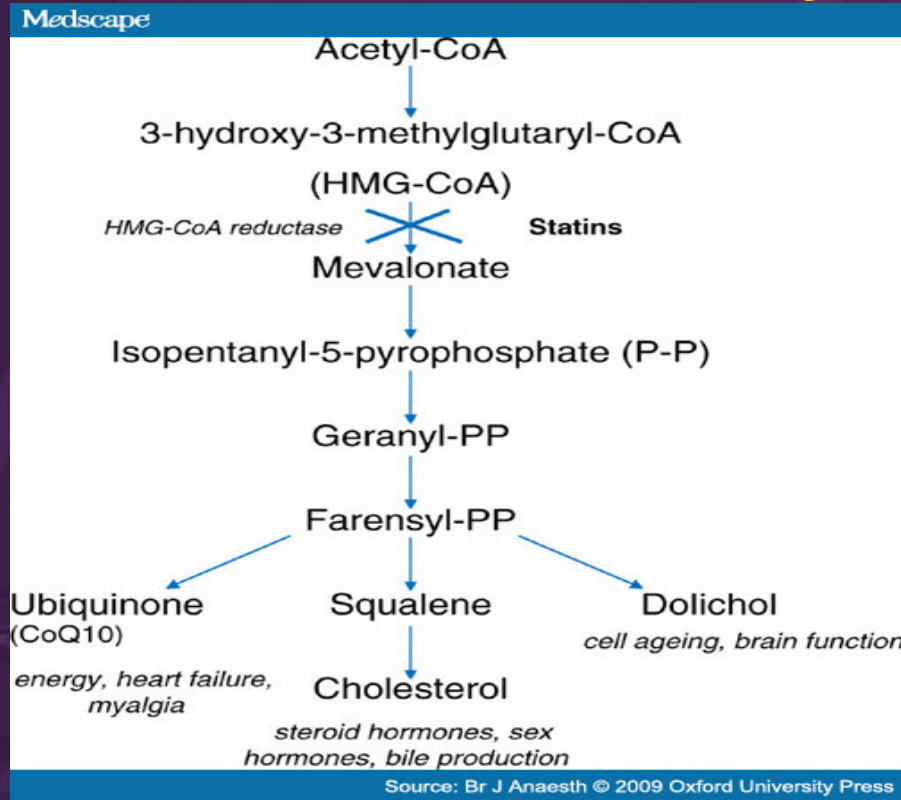 Medscape
Acetyl-CoA
3-hydroxy-3-methylglutaryl-CoA
(HMG-CoA)
HMG-CoA reductase
Statins
Mevalonate
Isopentanyl-5-pyrophosphate (P-P)
Geranyl-PP
Farensyl-PP
Ubiquinone
(CoQ10)
energy, heart failure,
myalgia
Squalene
Cholesterol
steroid hormones, sex
hormones, bile production
Dolichol
cell ageing, brain function
Source: Br J Anaesth © 2009 Oxford University Press